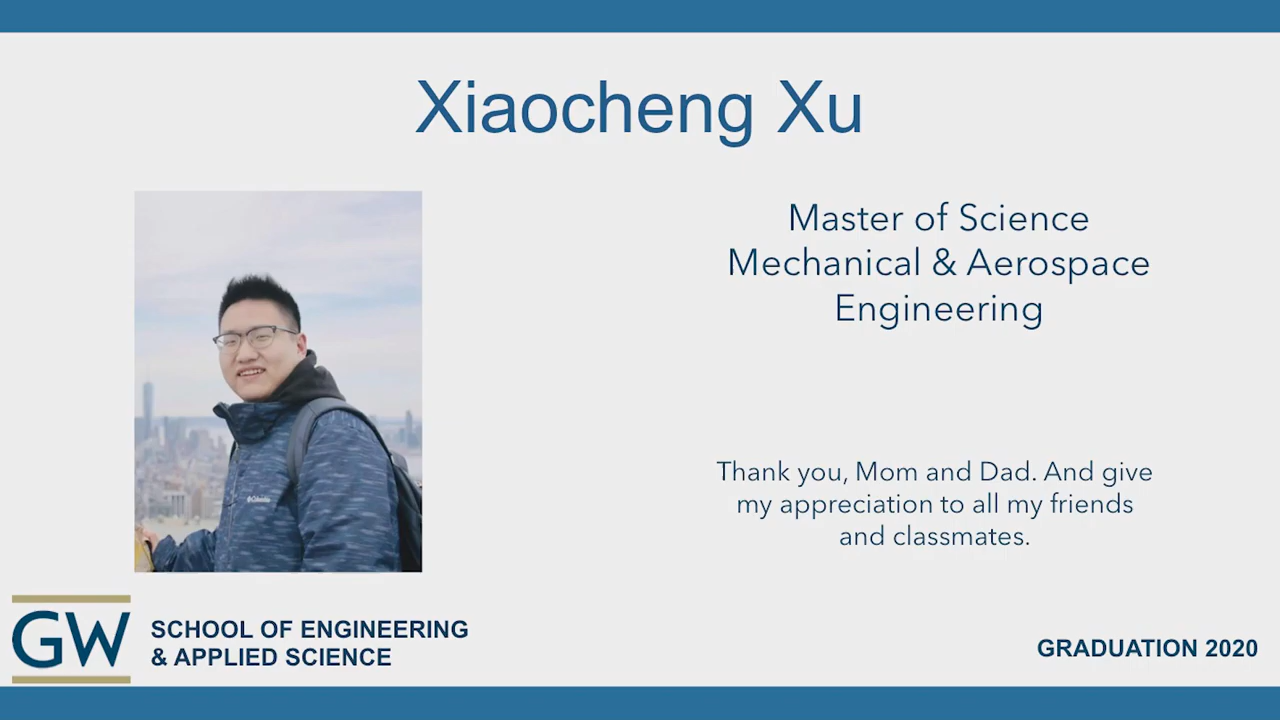 Xiaocheng Xu
Master of Science
Mechanical & Aerospace
Engineering
Thank you, Mom and Dad. And give
my appreciation to all my friends
and classmates.
Columbia
GW
SCHOOL OF ENGINEERING
& APPLIED SCIENCE
GRADUATION 2020